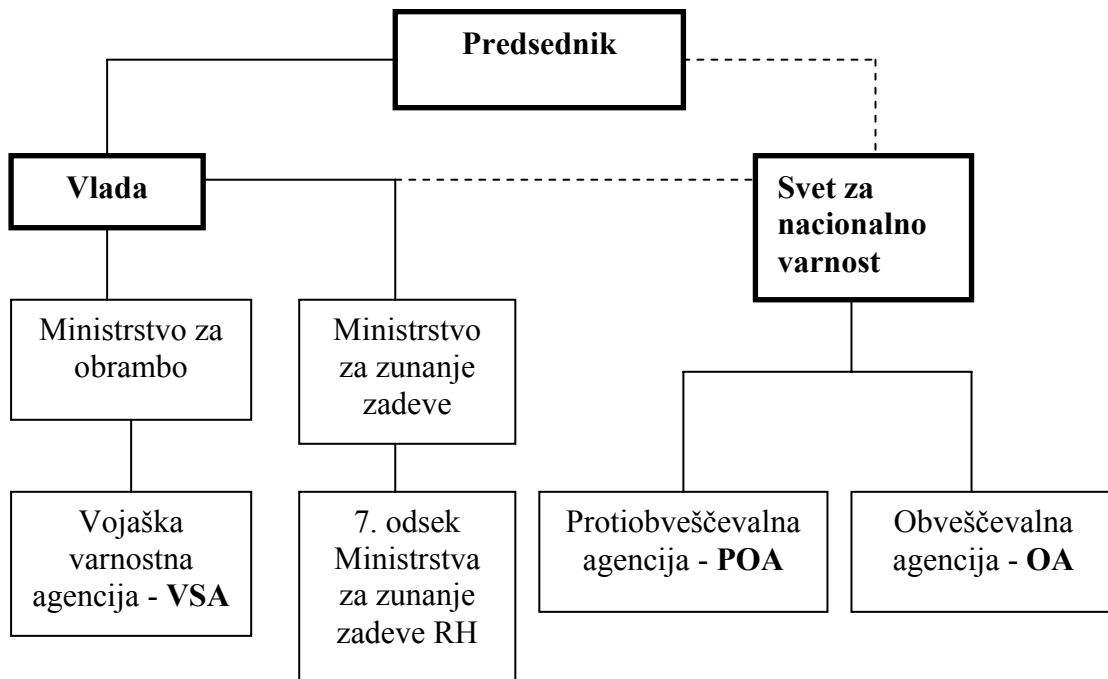 Predsednik
Vlada
Svet za
nacionalno
varnost
Ministrstvo za
obrambo
Ministrstvo
za zunanje
zadeve
Vojaška
varnostna
agencija - VSA
7. odsek
Ministrstva
za zunanje
zadeve RH
Protiobveščevalna
agencija - POA
Obveščevalna
agencija - OA